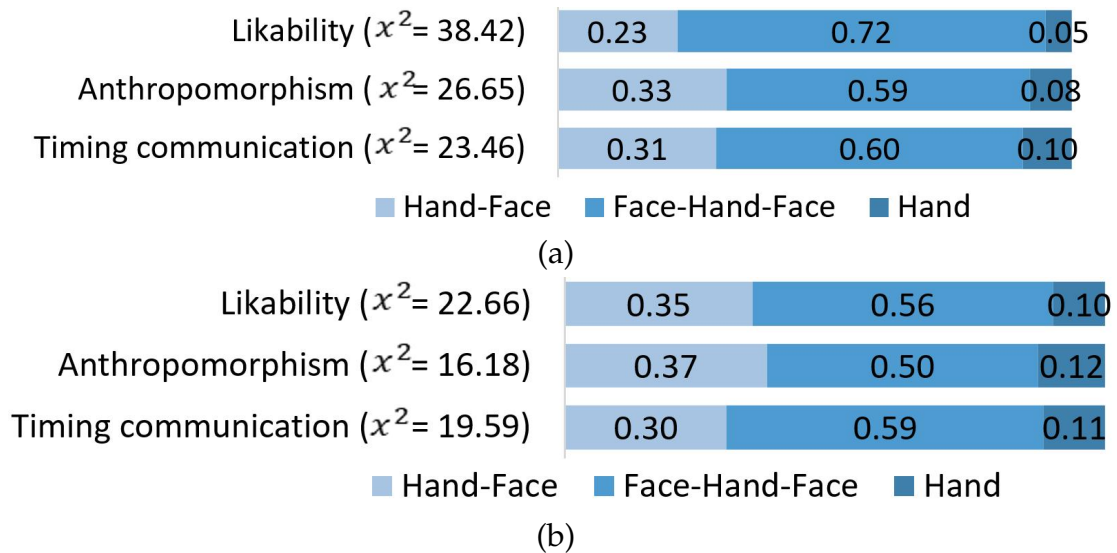 Likability (x²= 38.42) 0.23 0.72 0.05
Anthropomorphism (x²= 26.65) 0.33 0.59 0.08
Timing communication (x²= 23.46) 0.31 0.60 0.10
Hand-Face Face-Hand-Face Hand
(a)
Likability (x²= 22.66) 0.35 0.56 0.10
Anthropomorphism (x²= 16.18) 0.37 0.50 0.12
Timing communication (x²= 19.59) 0.30 0.59 0.11
Hand-Face Face-Hand-Face Hand
(b)